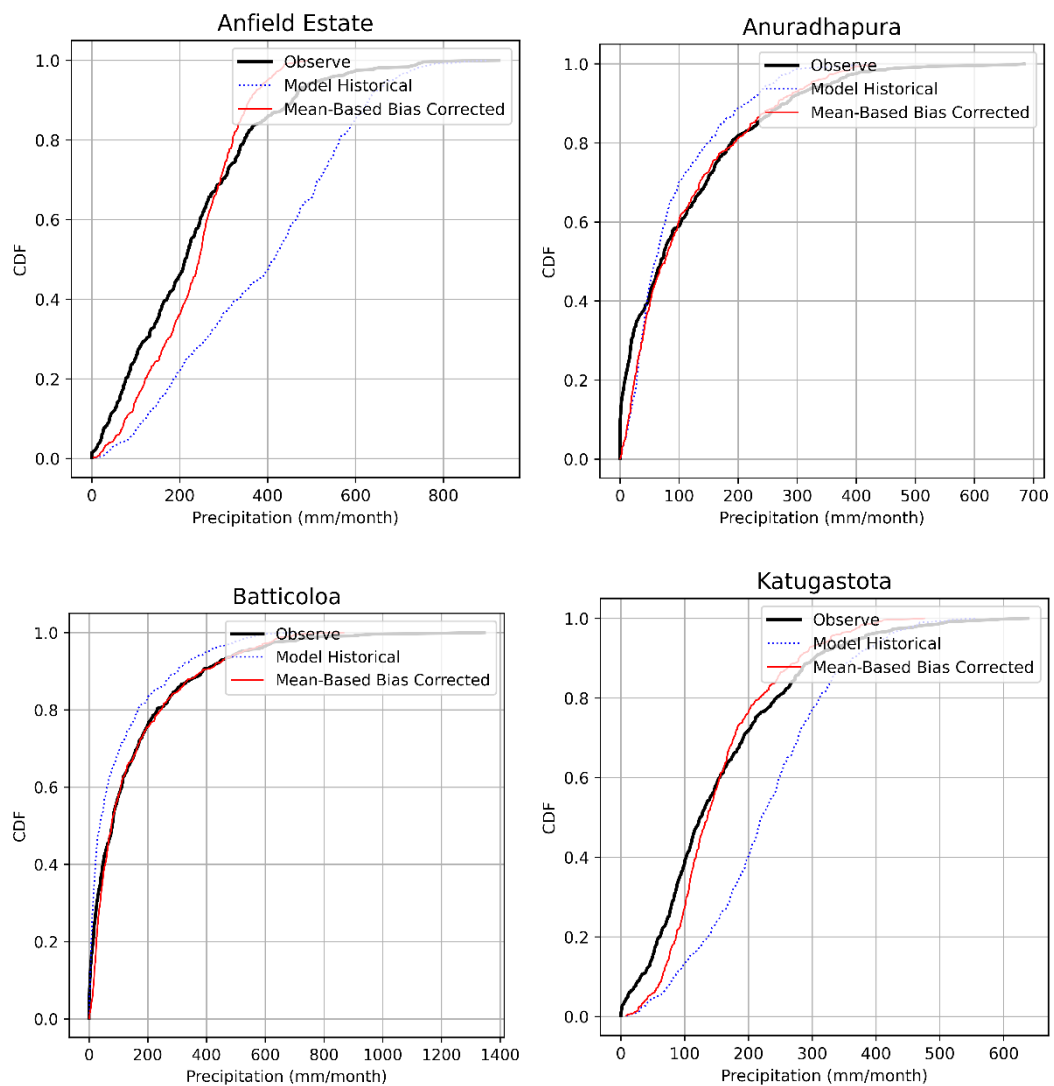 Anfield Estate
Observe
Model Historical
Mean-Based Bias Corrected
1.0
0.8
0.6
0.4
0.2
0.0
CDF
0 200 400 600 800
Precipitation (mm/month)
Anuradhapura
Observe
Model Historical
Mean-Based Bias Corrected
1.0
0.8
0.6
0.4
0.2
0.0
CDF
0 100 200 300 400 500 600 700
Precipitation (mm/month)
Batticoloa
Observe
Model Historical
Mean-Based Bias Corrected
1.0
0.8
0.6
0.4
0.2
0.0
CDF
0 200 400 600 800 1000 1200 1400
Precipitation (mm/month)
Katugastota
Observe
Model Historical
Mean-Based Bias Corrected
1.0
0.8
0.6
0.4
0.2
0.0
CDF
0 100 200 300 400 500 600
Precipitation (mm/month)